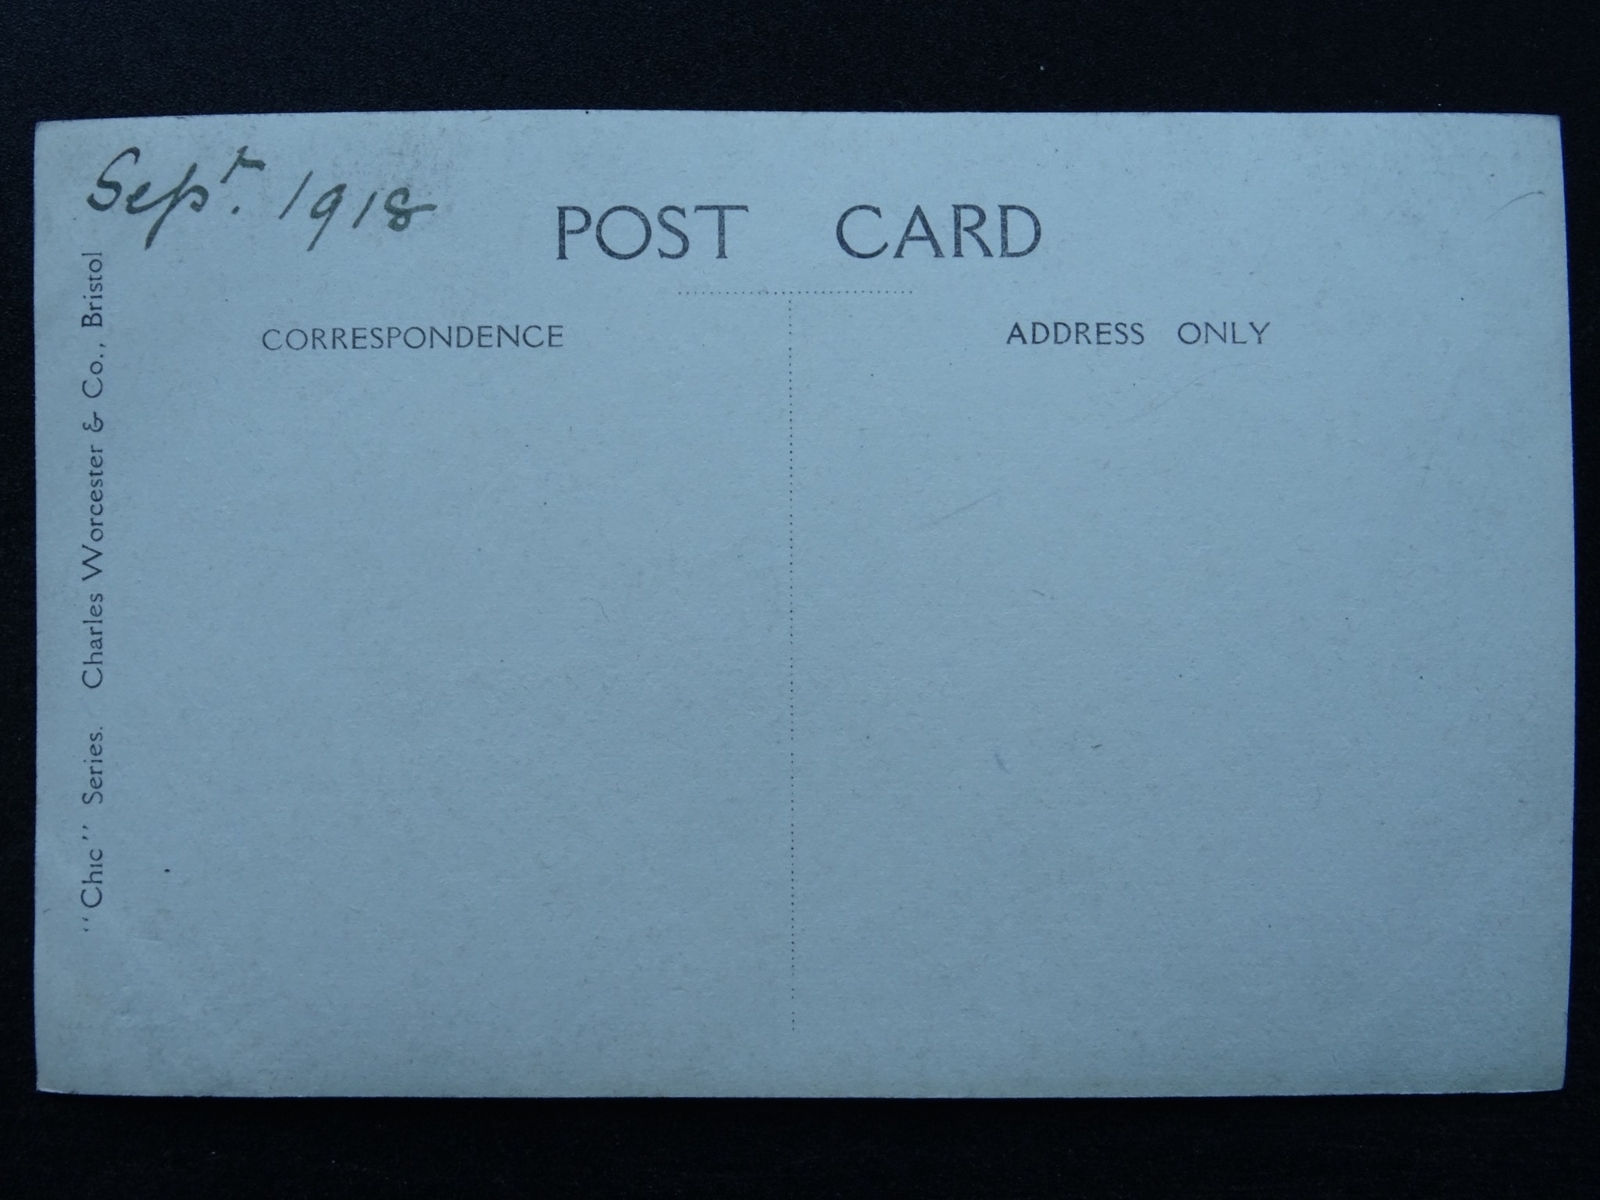 Sept. 1918
POST CARD
CORRESPONDENCE
ADDRESS ONLY
"Chic" Series. Charles Worcester & Co., Bristol